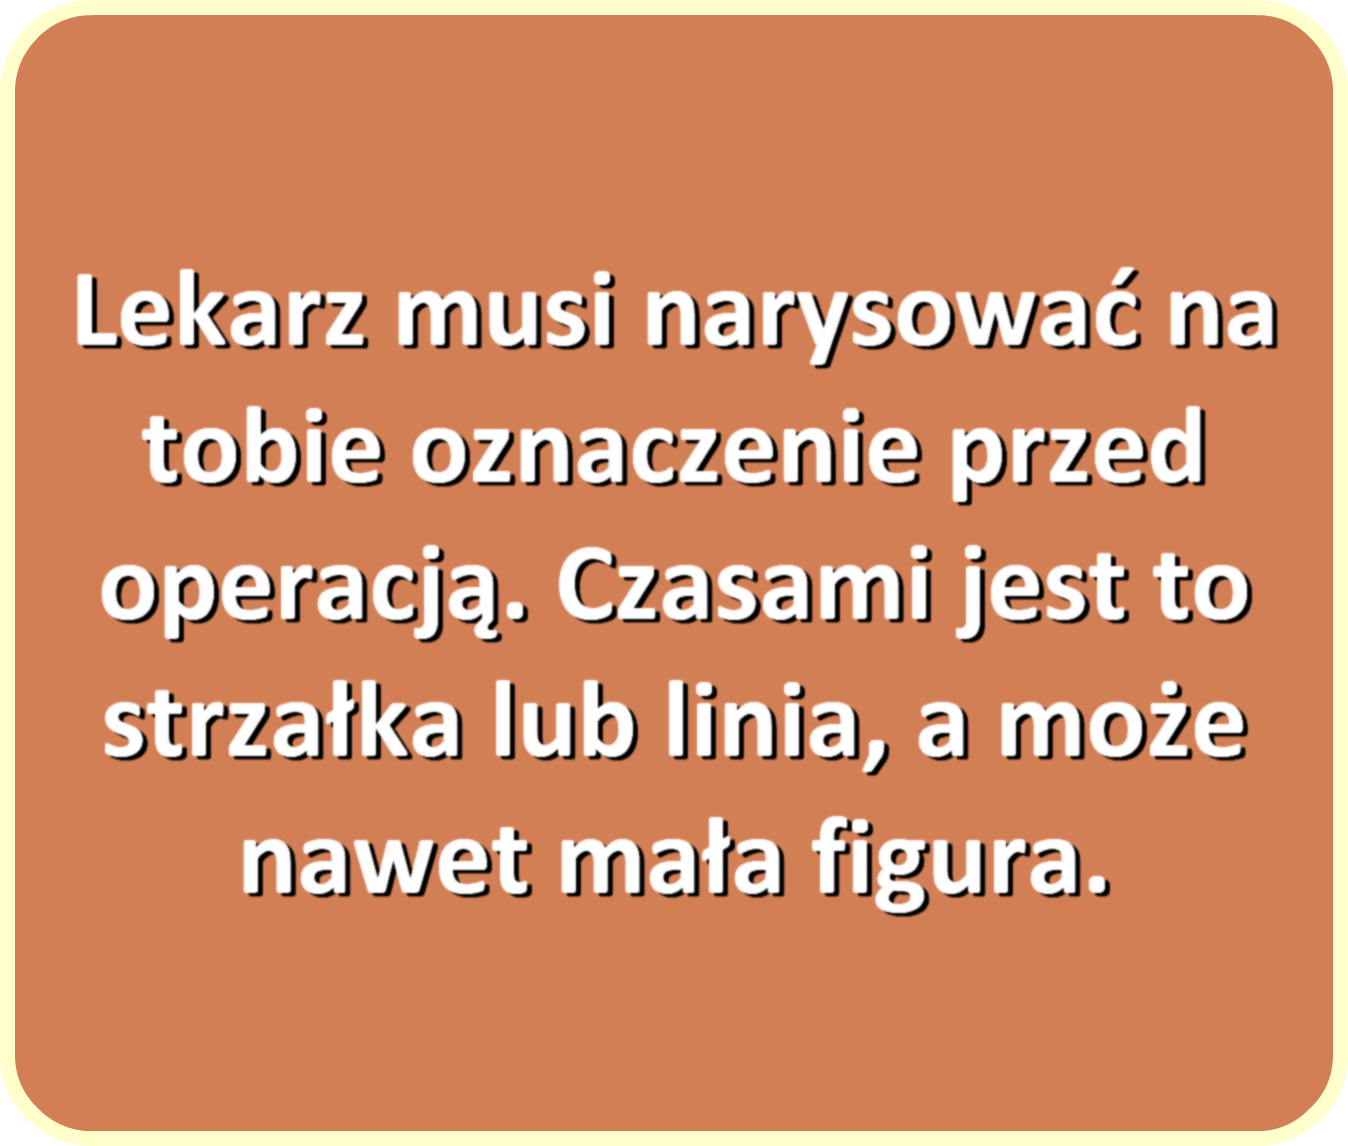 Lekarz musi narysować na
tobie oznaczenie przed
operacją. Czasami jest to
strzałka lub linia, a może
nawet mała figura.